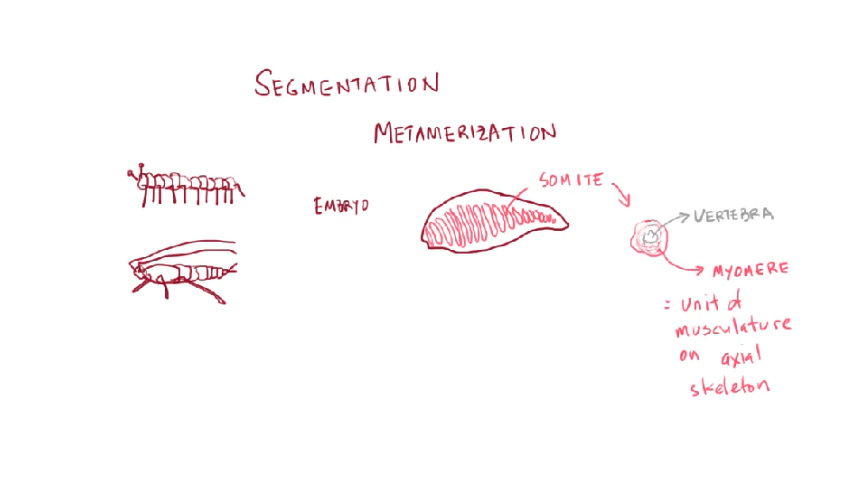 SEGMENTATION
METAMERIZATION
SOMITE
EMBRYO
VERTEBRA
MYOMERE
= unit of
musculature
on axial
skeleton